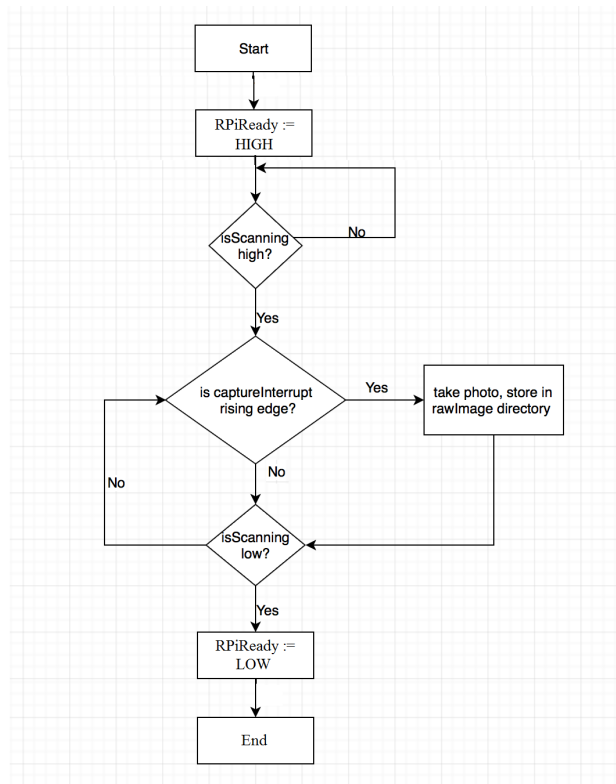 Start
RPiReady :=
HIGH
isScanning
high?
No
Yes
is captureInterrupt
rising edge?
Yes
take photo, store in
rawImage directory
No
No
isScanning
low?
Yes
RPiReady :=
LOW
End